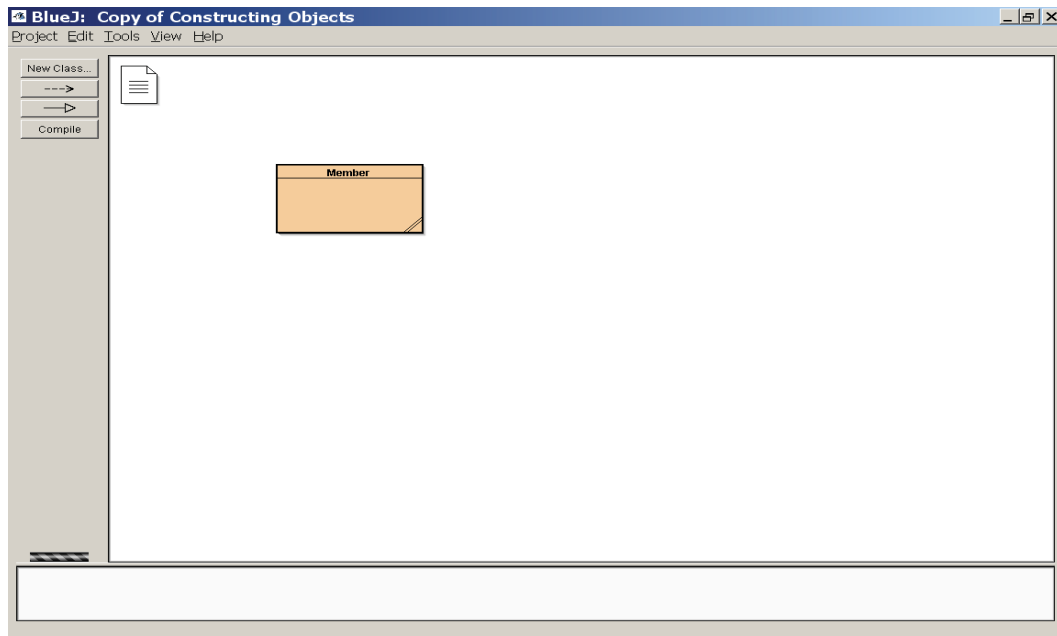 BlueJ: Copy of Constructing Objects
Project Edit Tools View Help
New Class...
Compile
Member